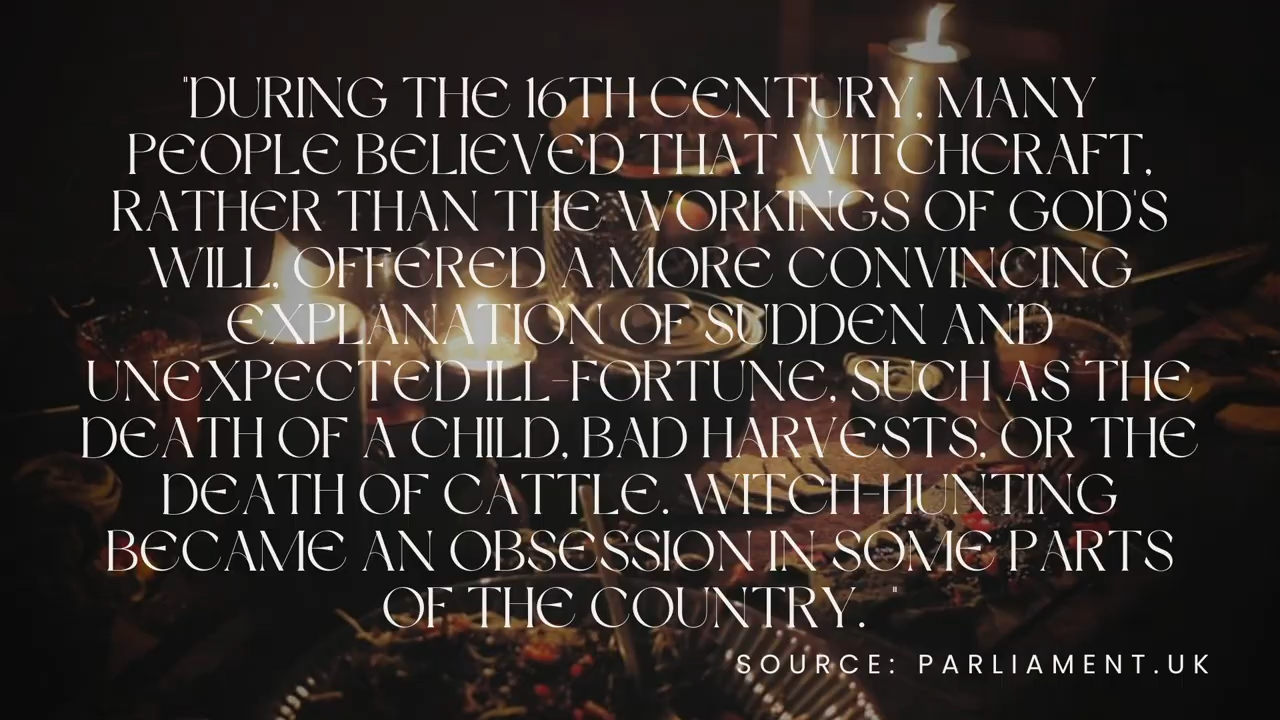 "DURING THE 16TH CENTURY, MANY
PEOPLE BELIEVED THAT WITCHCRAFT,
RATHER THAN THE WORKINGS OF GOD'S
WILL, OFFERED A MORE CONVINCING
EXPLANATION OF SUDDEN AND
UNEXPECTED ILL-FORTUNE, SUCH AS THE
DEATH OF A CHILD, BAD HARVESTS, OR THE
DEATH OF CATTLE. WITCH-HUNTING
BECAME AN OBSESSION IN SOME PARTS
OF THE COUNTRY. "
SOURCE: PARLIAMENT.UK